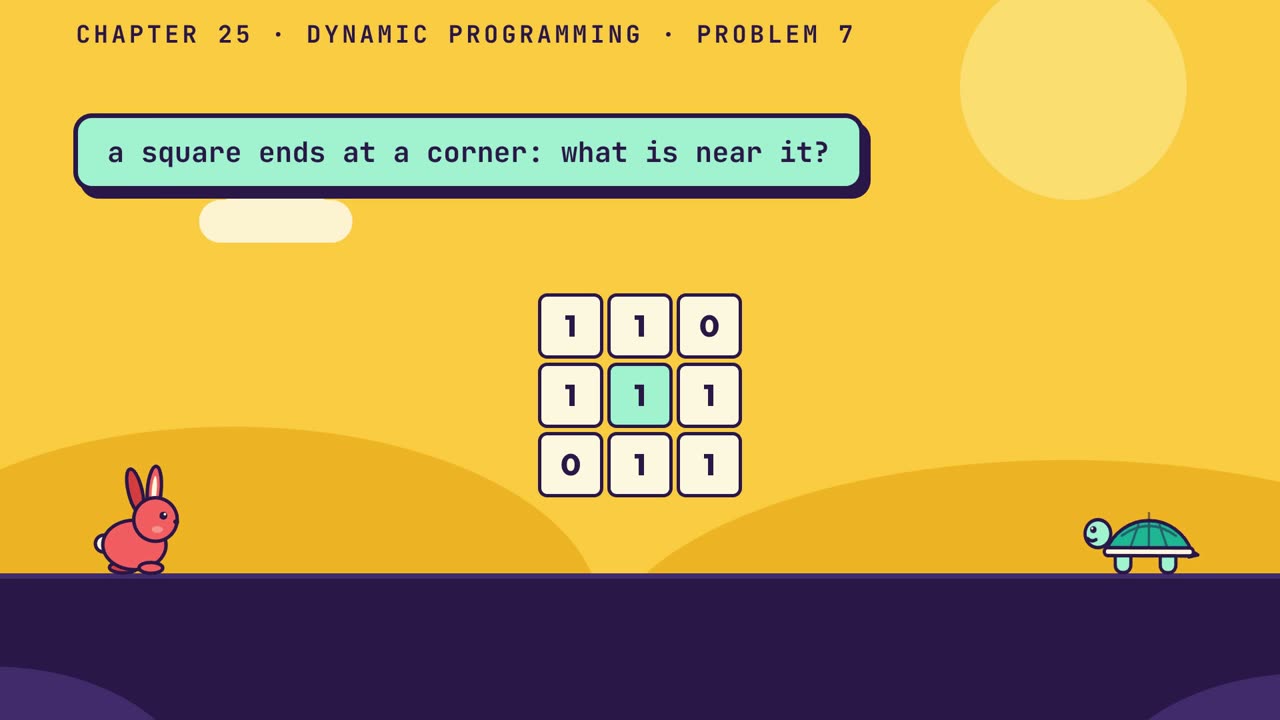 CHAPTER 25 · DYNAMIC PROGRAMMING · PROBLEM 7
a square ends at a corner: what is near it?
1 1 0
1 1 1
0 1 1